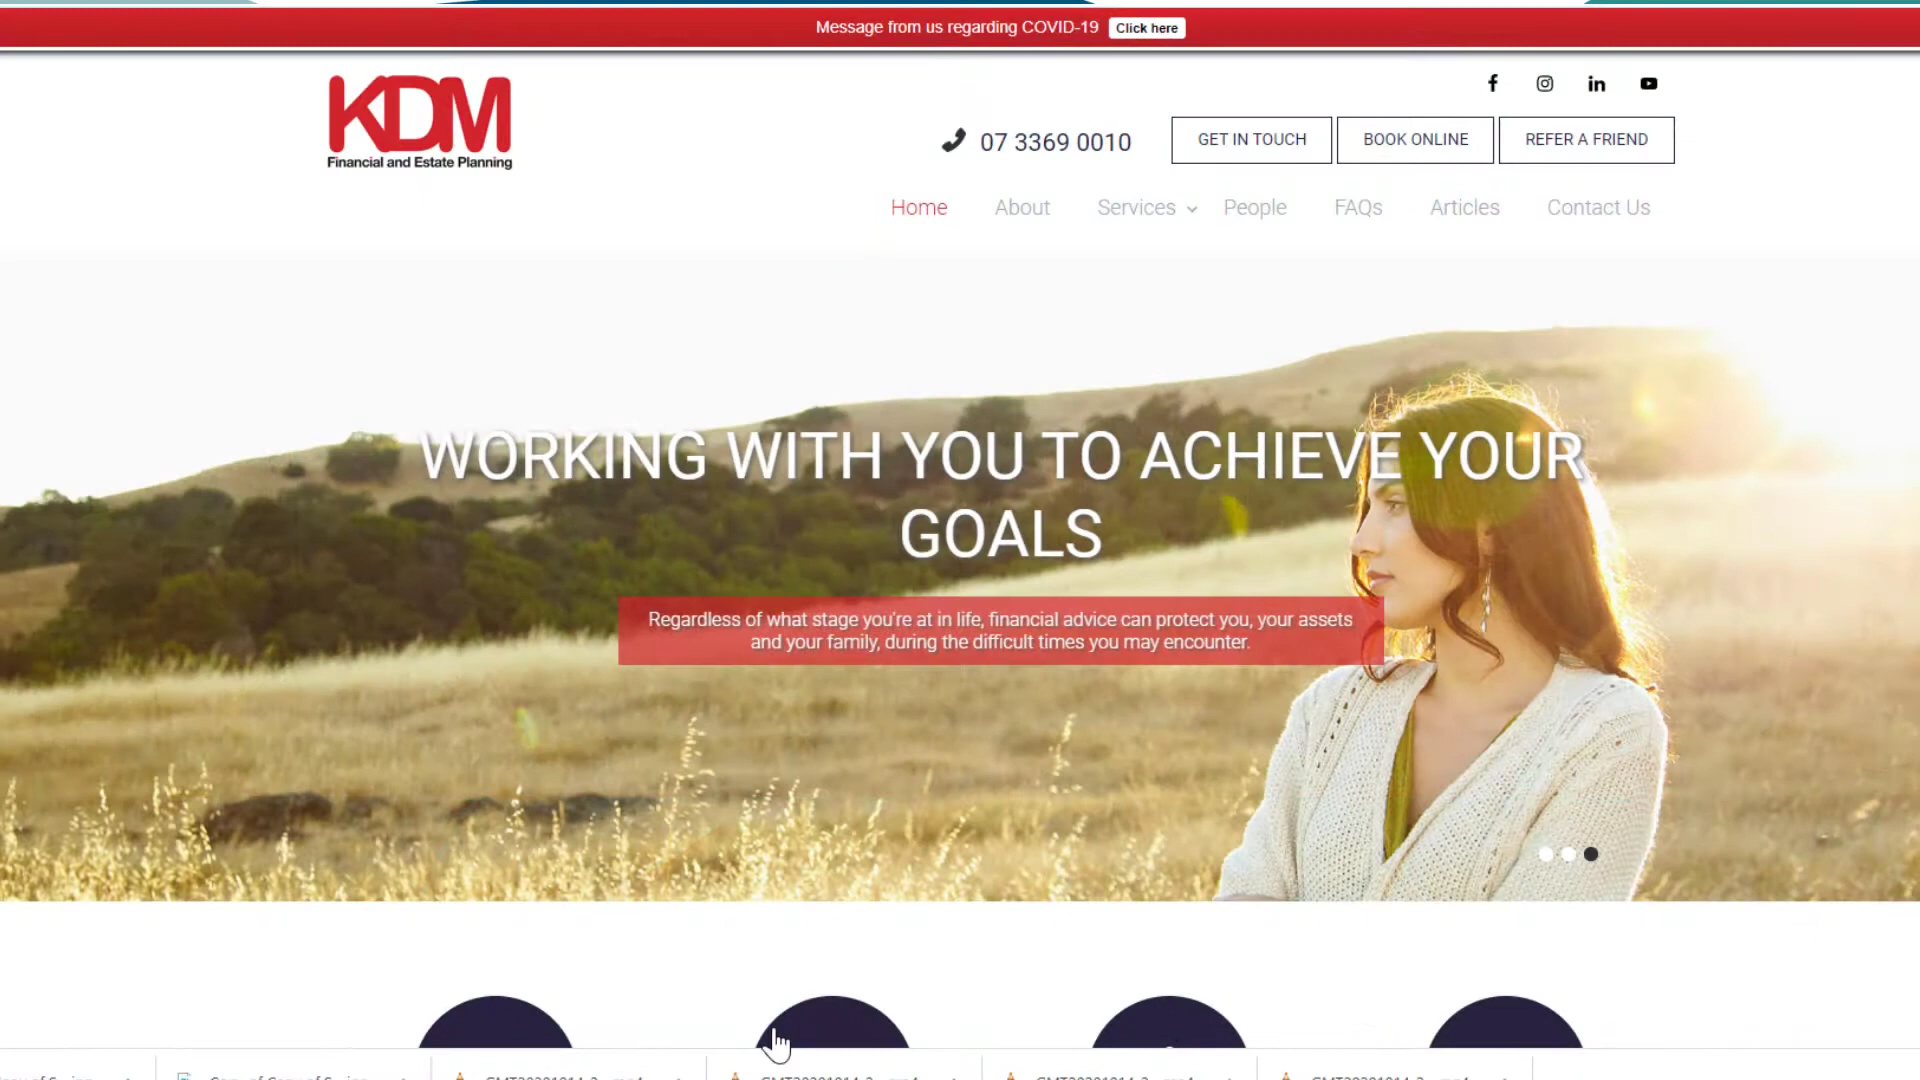 Message from us regarding COVID-19 Click here
KDM
Financial and Estate Planning
07 3369 0010
GET IN TOUCH
BOOK ONLINE
REFER A FRIEND
Home
About
Services
People
FAQs
Articles
Contact Us
WORKING WITH YOU TO ACHIEVE YOUR
GOALS
Regardless of what stage you're at in life, financial advice can protect you, your assets
and your family, during the difficult times you may encounter.